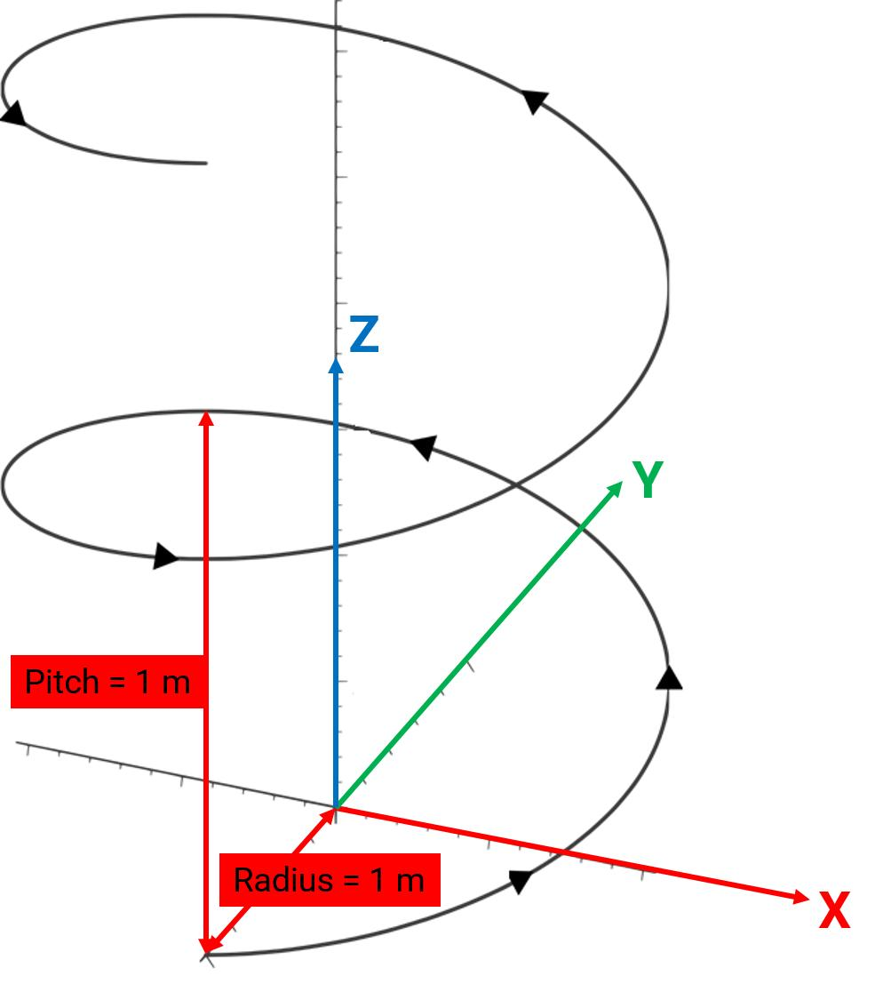 Z
Y
Pitch = 1 m
Radius = 1 m
X